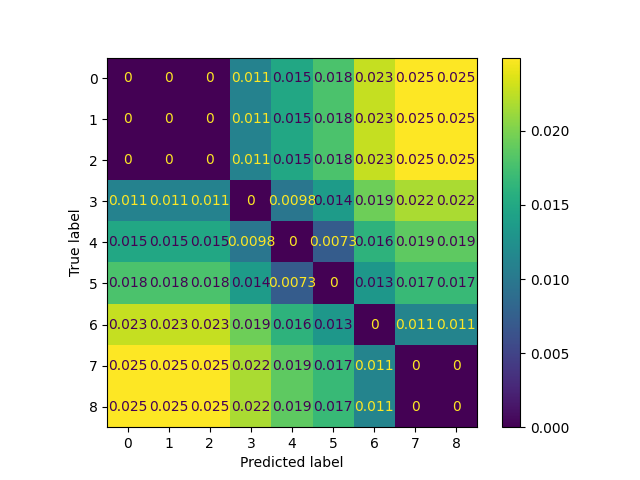 0 0 0 0 0.011 0.015 0.018 0.023 0.025 0.025
1 0 0 0 0.011 0.015 0.018 0.023 0.025 0.025
2 0 0 0 0.011 0.015 0.018 0.023 0.025 0.025
3 0.011 0.011 0.011 0 0.0098 0.014 0.019 0.022 0.022
4 0.015 0.015 0.015 0.0098 0 0.0073 0.016 0.019 0.019
5 0.018 0.018 0.018 0.014 0.0073 0 0.013 0.017 0.017
6 0.023 0.023 0.023 0.019 0.016 0.013 0 0.011 0.011
7 0.025 0.025 0.025 0.022 0.019 0.017 0.011 0 0
8 0.025 0.025 0.025 0.022 0.019 0.017 0.011 0 0
0 1 2 3 4 5 6 7 8
Predicted label
True label
0.020
0.015
0.010
0.005
0.000